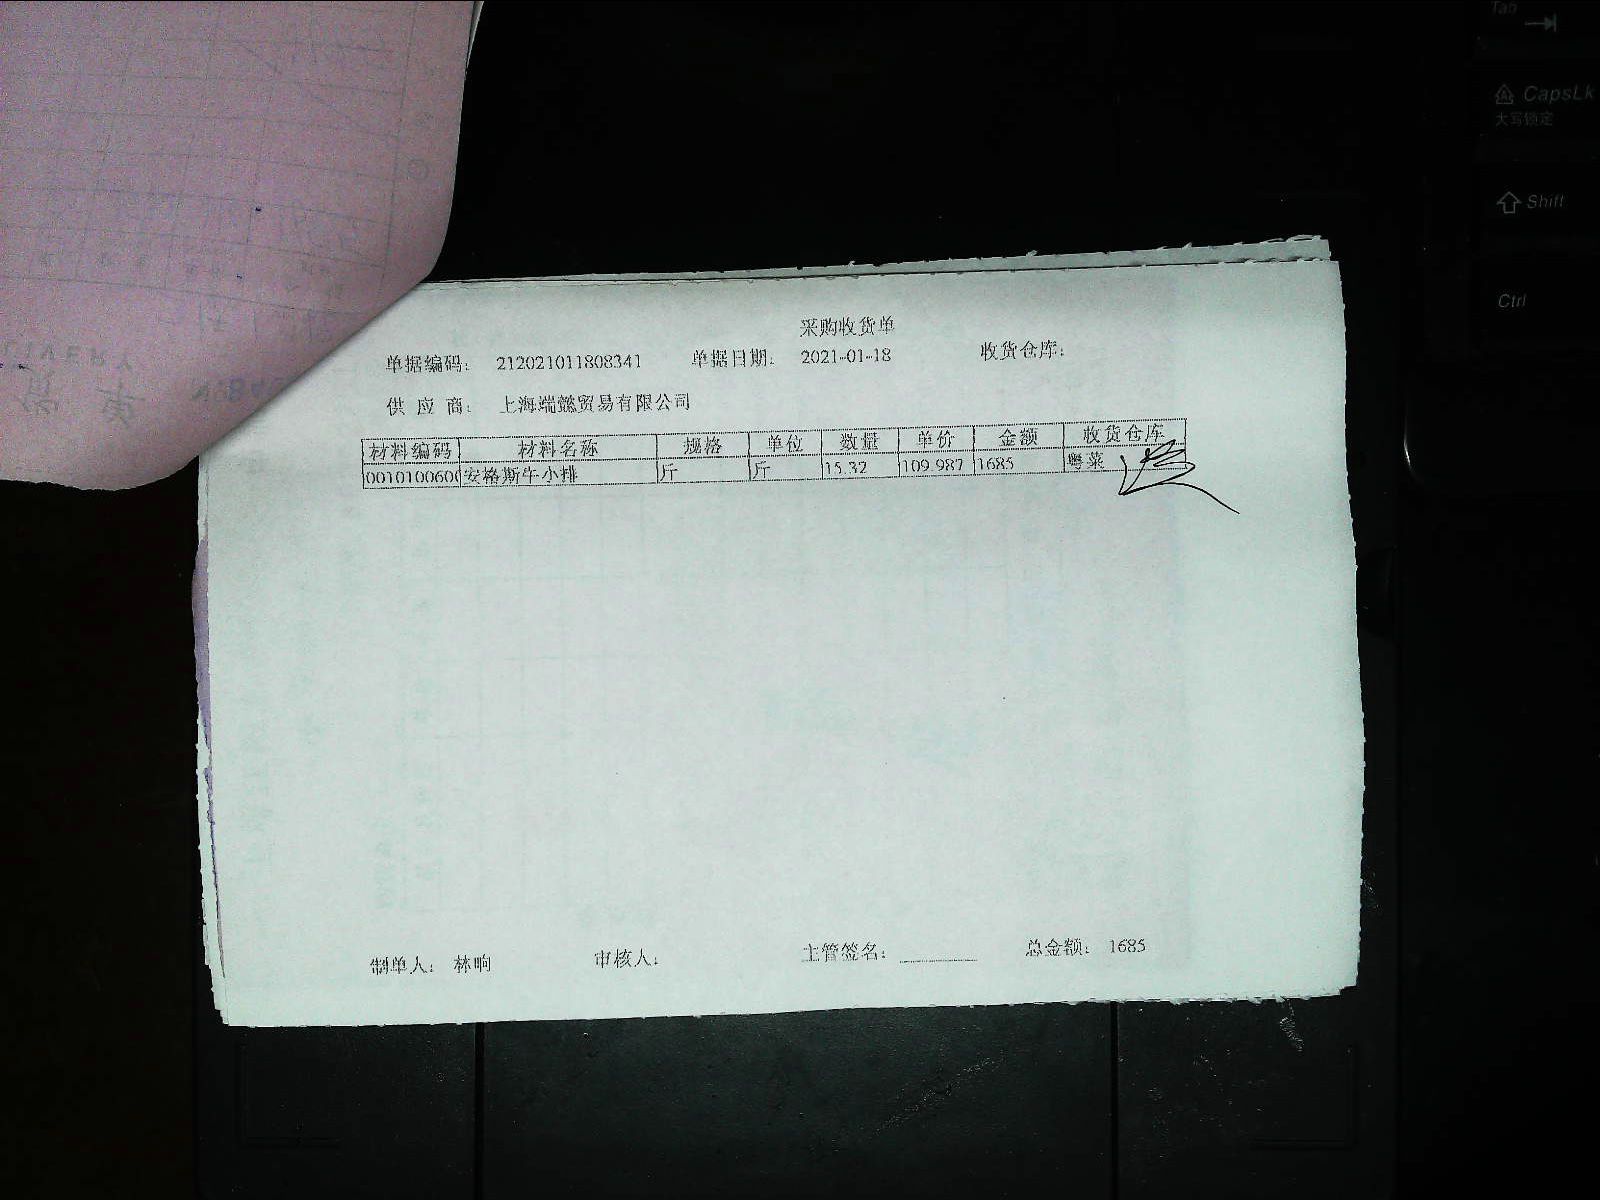 采购收货单
单据编码: 212021011808341 单据日期: 2021-01-18 收货仓库:
供 应 商: 上海端懿贸易有限公司
材料编码 材料名称 规格 单位 数量 单价 金额 收货仓库
0010100600 安格斯牛小排 斤 斤 15.32 109.987 1685 粤菜
制单人: 林响 审核人: 主管签名: 总金额: 1685
Tab
CapsLk
大写锁定
Shift
Ctrl